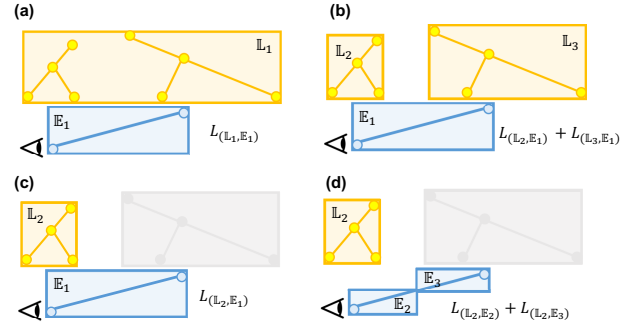 (a)
𝕃₁
𝔼₁
L₍𝕃₁,𝔼₁₎
(b)
𝕃₂
𝕃₃
𝔼₁
L₍𝕃₂,𝔼₁₎ + L₍𝕃₃,𝔼₁₎
(c)
𝕃₂
𝔼₁
L₍𝕃₂,𝔼₁₎
(d)
𝕃₂
𝔼₃
𝔼₂
L₍𝕃₂,𝔼₂₎ + L₍𝕃₂,𝔼₃₎